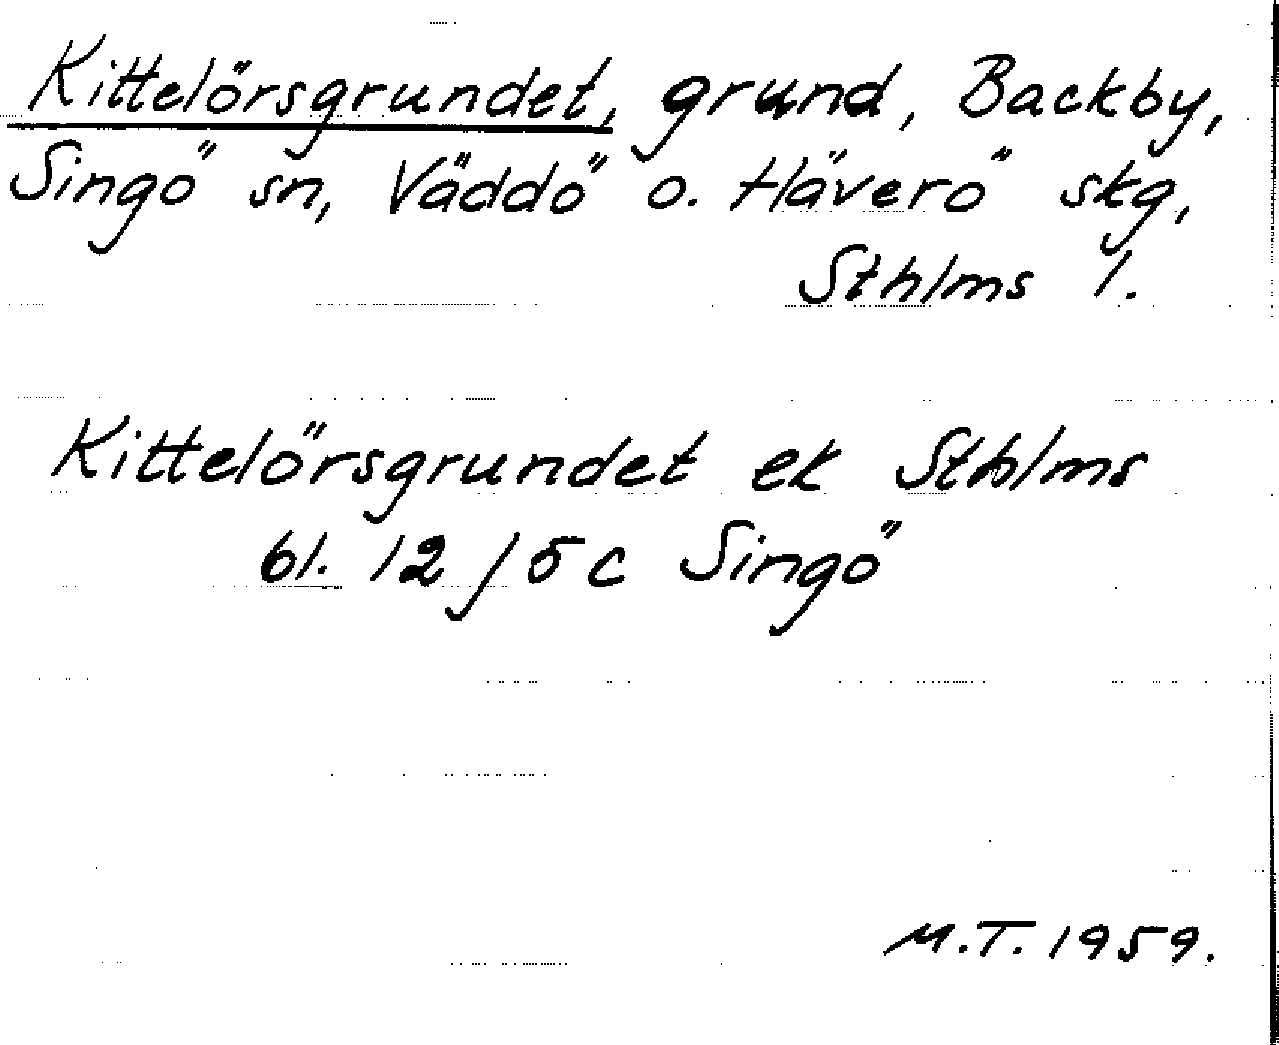 Kittelörsgrundet, grund, Backby,
Singö sn, Väddö o. Häverö skg,
Sthlms l.
Kittelörsgrundet ek Sthlms
bl. 12 / 5 c Singö
M.T. 1959.